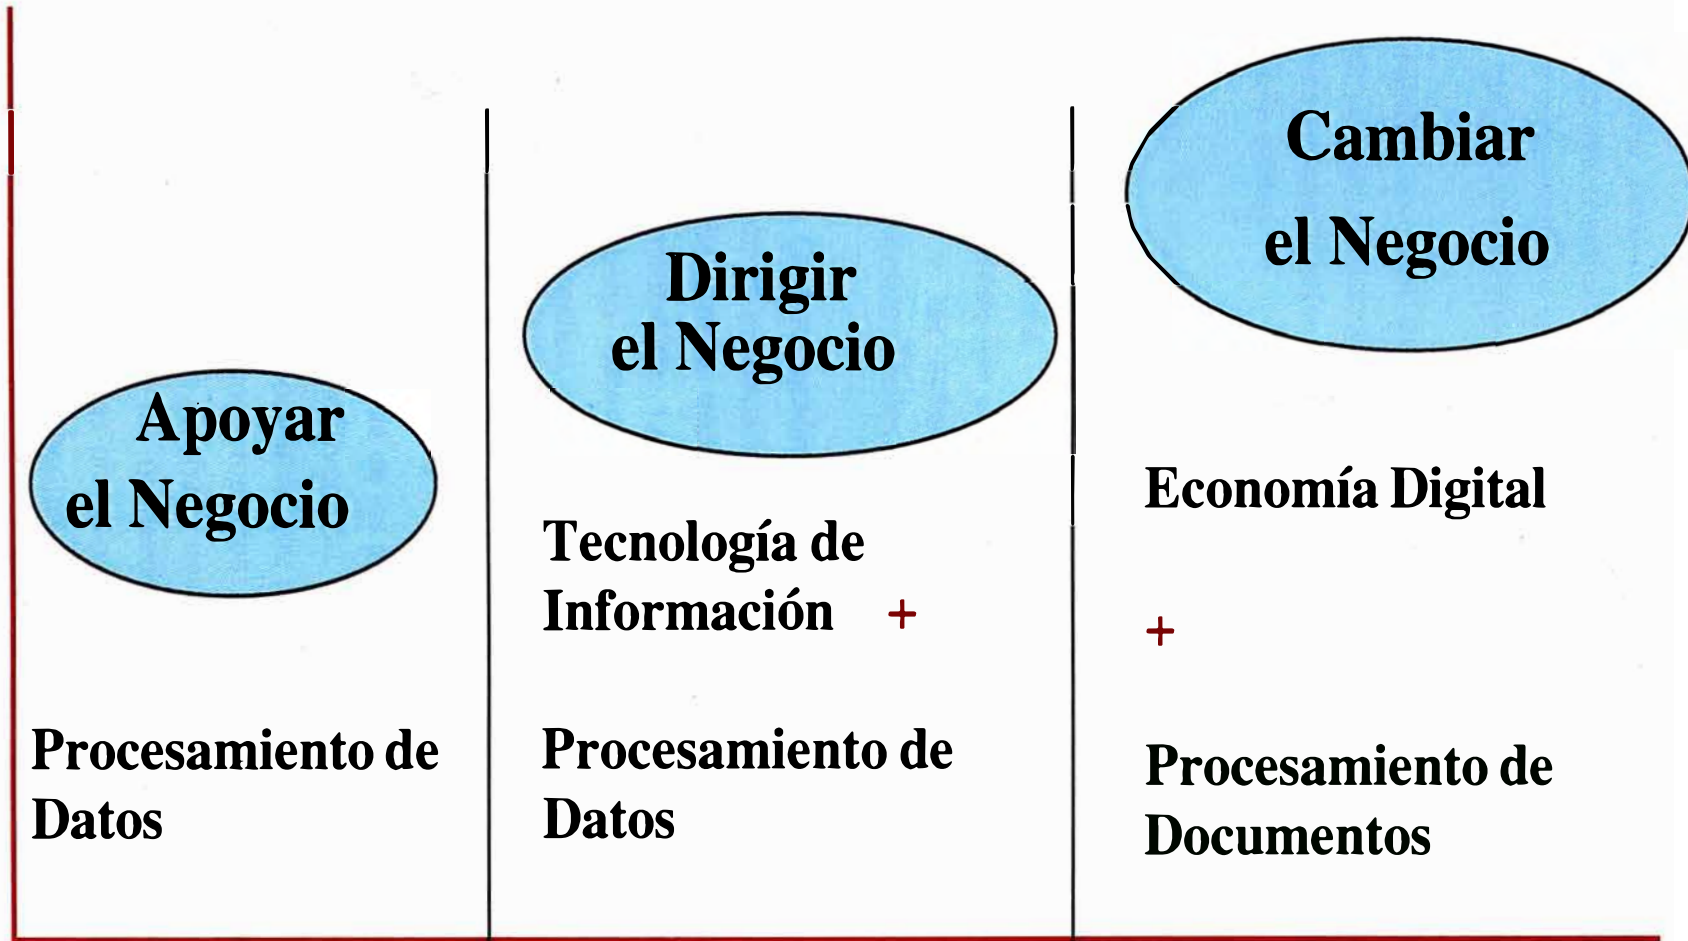 Apoyar
el Negocio
Procesamiento de
Datos
Dirigir
el Negocio
Tecnología de
Información +
Procesamiento de
Datos
Cambiar
el Negocio
Economía Digital
+
Procesamiento de
Documentos